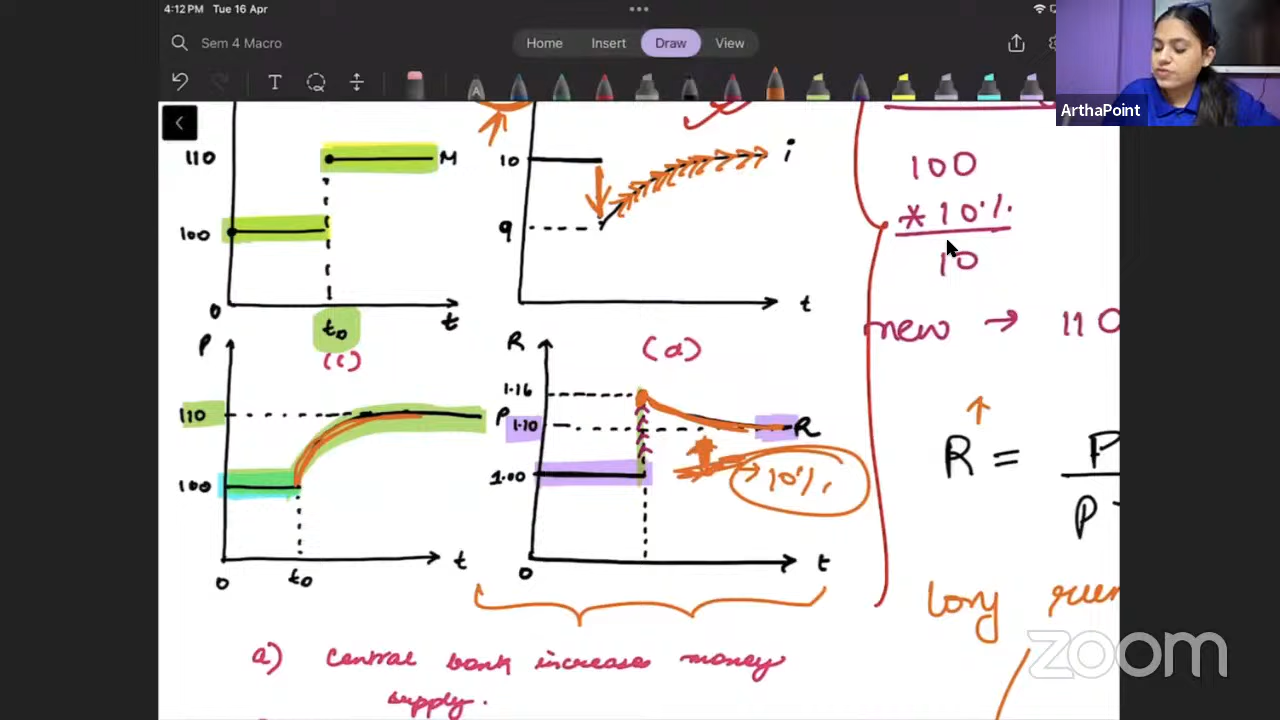 4:12 PM Tue 16 Apr
Sem 4 Macro
Home Insert Draw View
ArthaPoint
110 M
100
0 t
t₀
(c)
10 i
9
t
100
* 10%
10
new → 110
P
110
100
0 t₀ t
R (a)
1.16
P
1.10 R
1.00 → 10%
0 t
R = P
P
long run
a) Central bank increases money
supply.
zoom